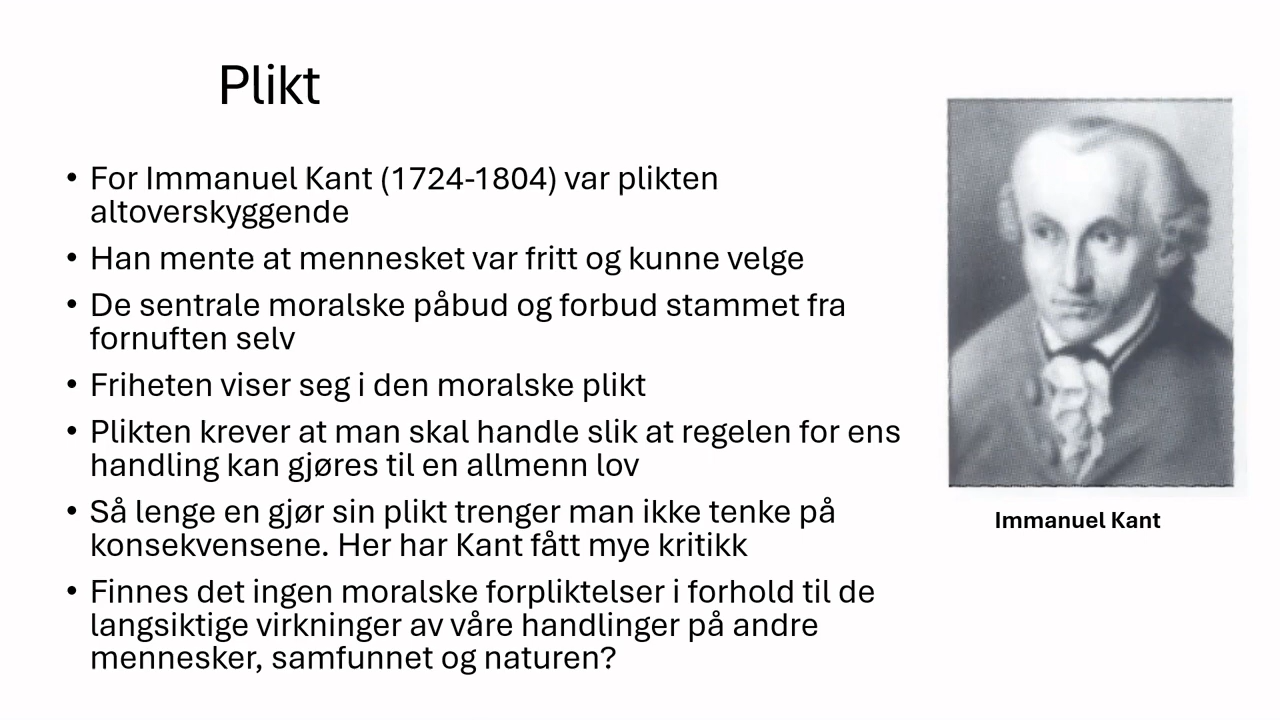 Plikt
• For Immanuel Kant (1724-1804) var plikten
altoverskyggende
• Han mente at mennesket var fritt og kunne velge
• De sentrale moralske påbud og forbud stammet fra
fornuften selv
• Friheten viser seg i den moralske plikt
• Plikten krever at man skal handle slik at regelen for ens
handling kan gjøres til en allmenn lov
• Så lenge en gjør sin plikt trenger man ikke tenke på
konsekvensene. Her har Kant fått mye kritikk
• Finnes det ingen moralske forpliktelser i forhold til de
langsiktige virkninger av våre handlinger på andre
mennesker, samfunnet og naturen?
Immanuel Kant